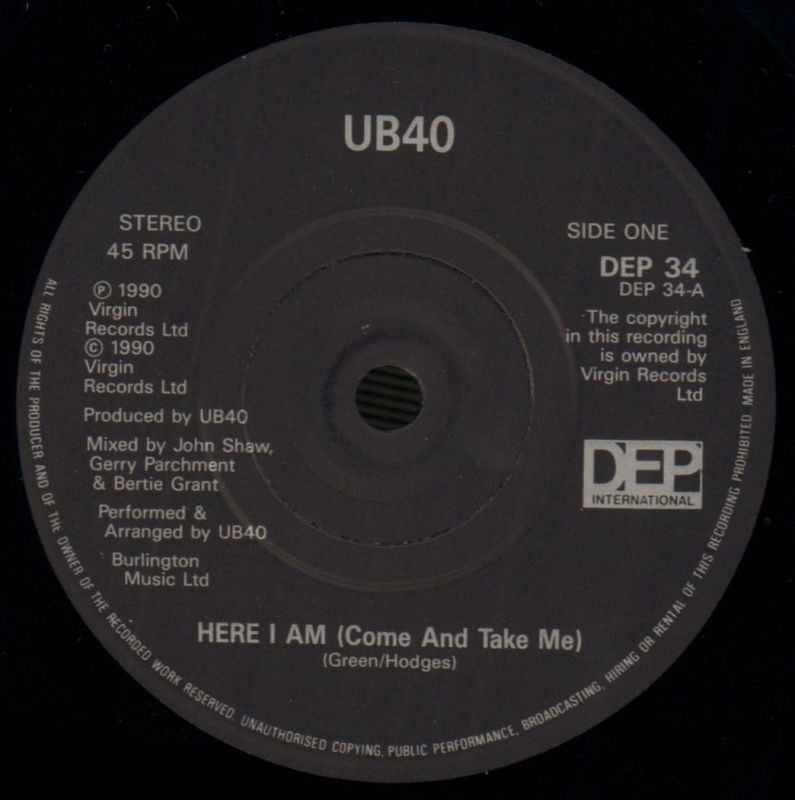 UB40
STEREO
45 RPM
℗ 1990
Virgin
Records Ltd
© 1990
Virgin
Records Ltd
Produced by UB40
Mixed by John Shaw,
Gerry Parchment
& Bertie Grant
Performed &
Arranged by UB40
Burlington
Music Ltd
SIDE ONE
DEP 34
DEP 34-A
The copyright
in this recording
is owned by
Virgin Records
Ltd
DEP
INTERNATIONAL
HERE I AM (Come And Take Me)
(Green/Hodges)
ALL RIGHTS OF THE PRODUCER AND OF THE OWNER OF THE RECORDED WORK RESERVED. UNAUTHORISED COPYING, PUBLIC PERFORMANCE, BROADCASTING, HIRING OR RENTAL OF THIS RECORDING PROHIBITED. MADE IN ENGLAND